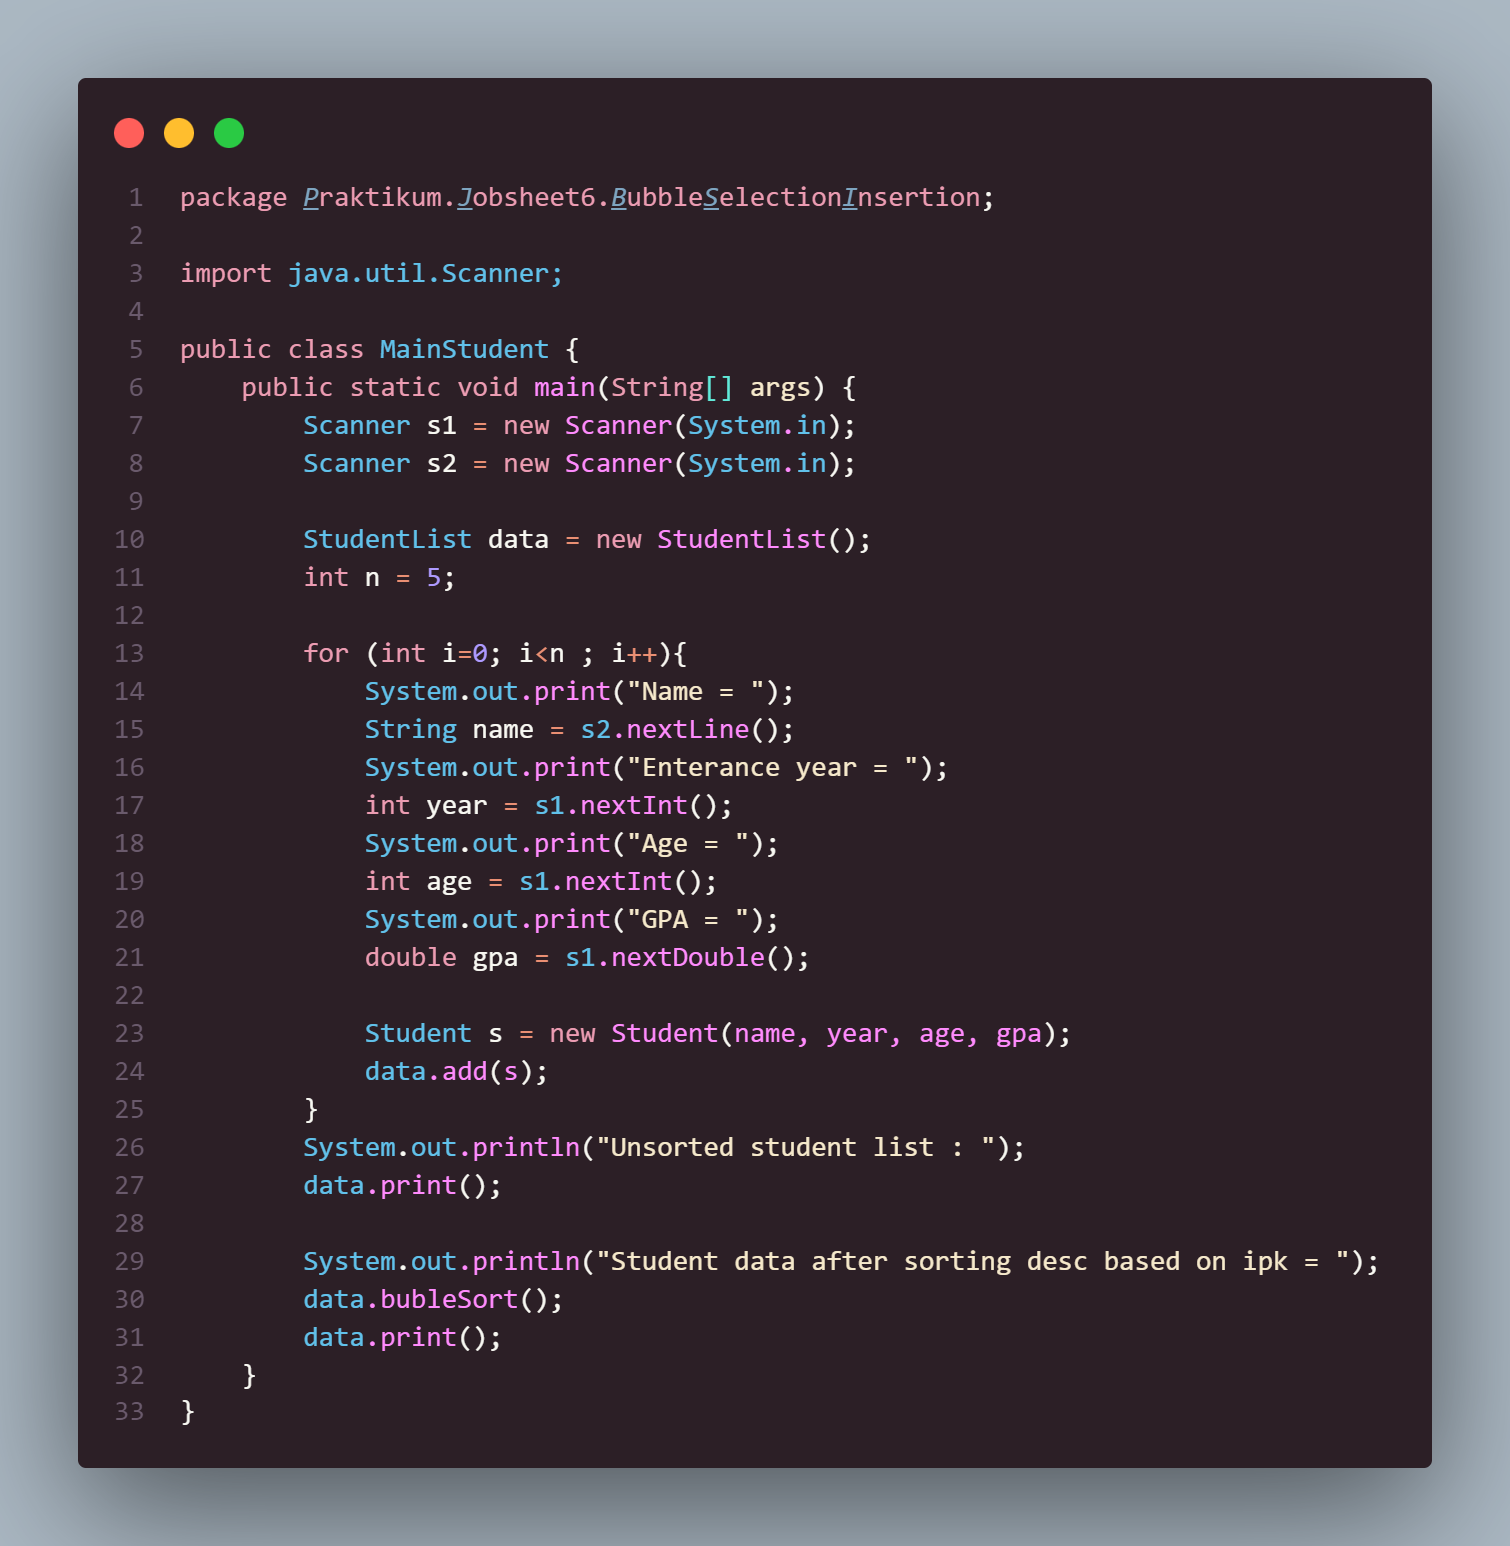 1 package Praktikum.Jobsheet6.BubbleSelectionInsertion;
2
3 import java.util.Scanner;
4
5 public class MainStudent {
6     public static void main(String[] args) {
7         Scanner s1 = new Scanner(System.in);
8         Scanner s2 = new Scanner(System.in);
9
10         StudentList data = new StudentList();
11         int n = 5;
12
13         for (int i=0; i<n ; i++){
14             System.out.print("Name = ");
15             String name = s2.nextLine();
16             System.out.print("Enterance year = ");
17             int year = s1.nextInt();
18             System.out.print("Age = ");
19             int age = s1.nextInt();
20             System.out.print("GPA = ");
21             double gpa = s1.nextDouble();
22
23             Student s = new Student(name, year, age, gpa);
24             data.add(s);
25         }
26         System.out.println("Unsorted student list : ");
27         data.print();
28
29         System.out.println("Student data after sorting desc based on ipk = ");
30         data.bubleSort();
31         data.print();
32     }
33 }